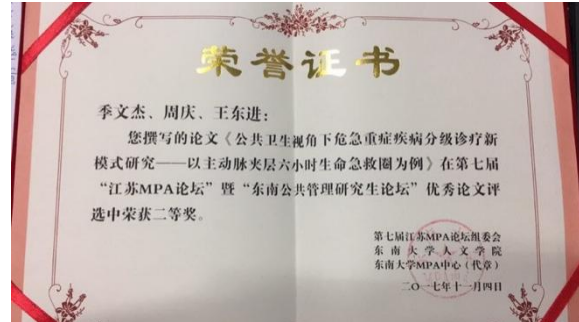 荣誉证书
季文杰、周庆、王东进：
您撰写的论文《公共卫生视角下危急重症疾病分级诊疗新
模式研究——以主动脉夹层六小时生命急救圈为例》在第七届
“江苏MPA论坛”暨“东南公共管理研究生论坛”优秀论文评
选中荣获二等奖。
第七届江苏MPA论坛组委会
东南大学人文学院
东南大学MPA中心（代章）
二〇一七年十一月四日